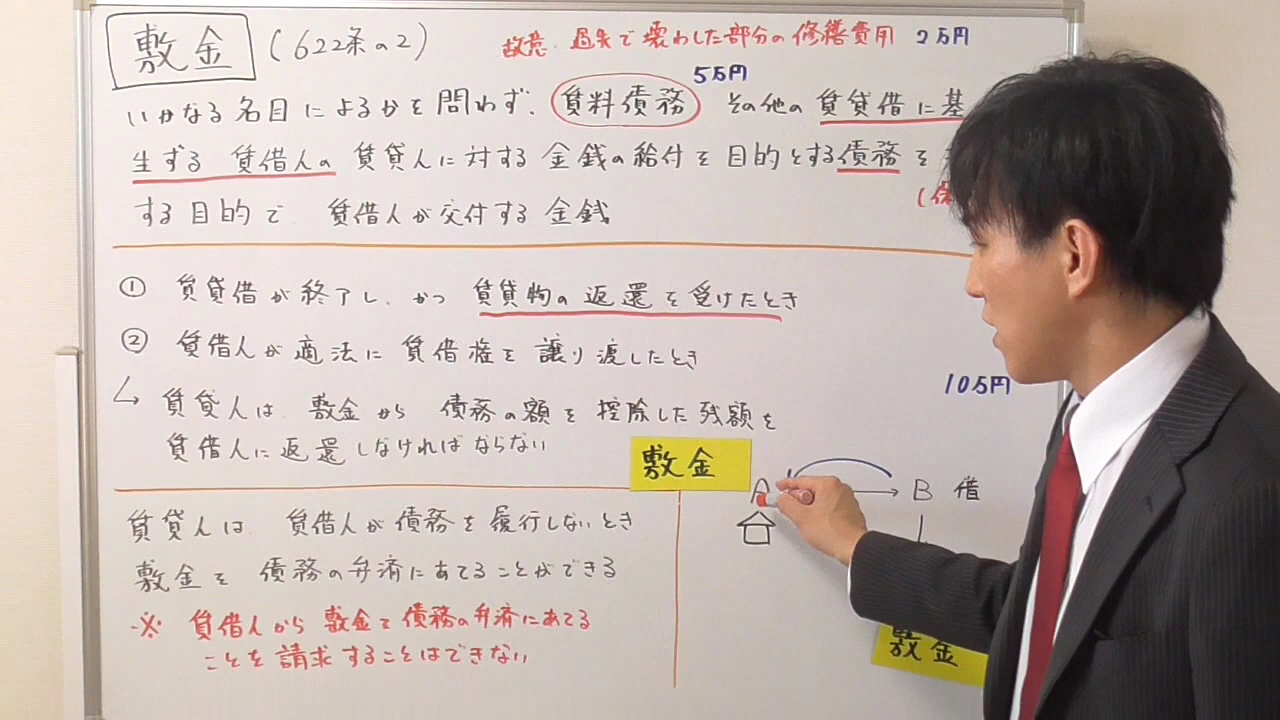 敷金 (622条の2)
故意・過失で壊わした部分の修繕費用 2万円
5万円
いかなる名目によるかを問わず、賃料債務 その他の賃貸借に基
生ずる 賃借人の 賃貸人に対する 金銭の給付を目的とする債務を
する目的で 賃借人が交付する金銭
① 賃貸借が終了し、かつ 賃貸物の返還を受けたとき
② 賃借人が適法に賃借権を譲り渡したとき
賃貸人は 敷金から 債務の額を控除した残額を
賃借人に返還しなければならない
10万円
敷金
A B 借
賃貸人は 賃借人が債務を履行しないとき
敷金を 債務の弁済にあてることができる
※ 賃借人から敷金で債務の弁済にあてる
ことを請求することはできない
敷金